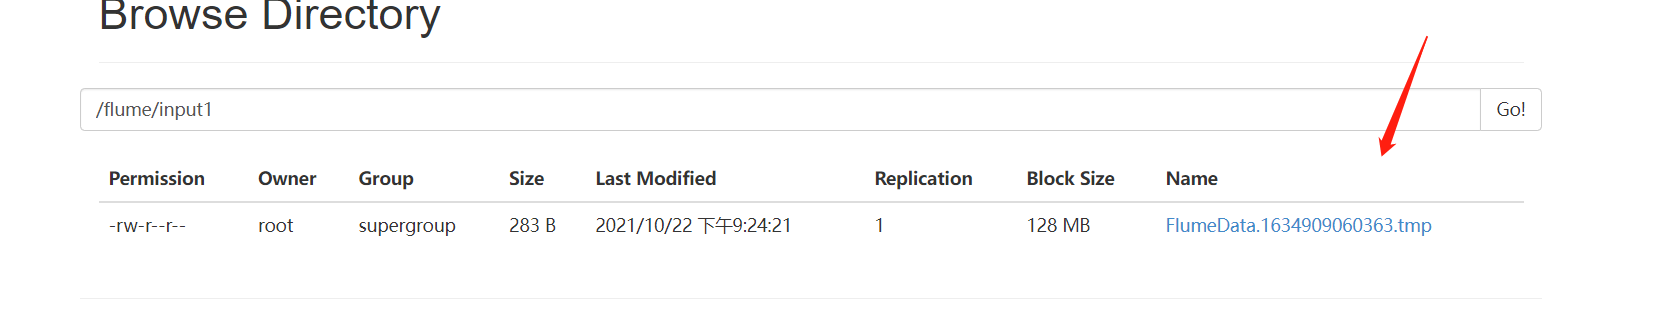 Browse Directory
/flume/input1 Go!
Permission Owner Group Size Last Modified Replication Block Size Name
-rw-r--r-- root supergroup 283 B 2021/10/22 下午9:24:21 1 128 MB FlumeData.1634909060363.tmp